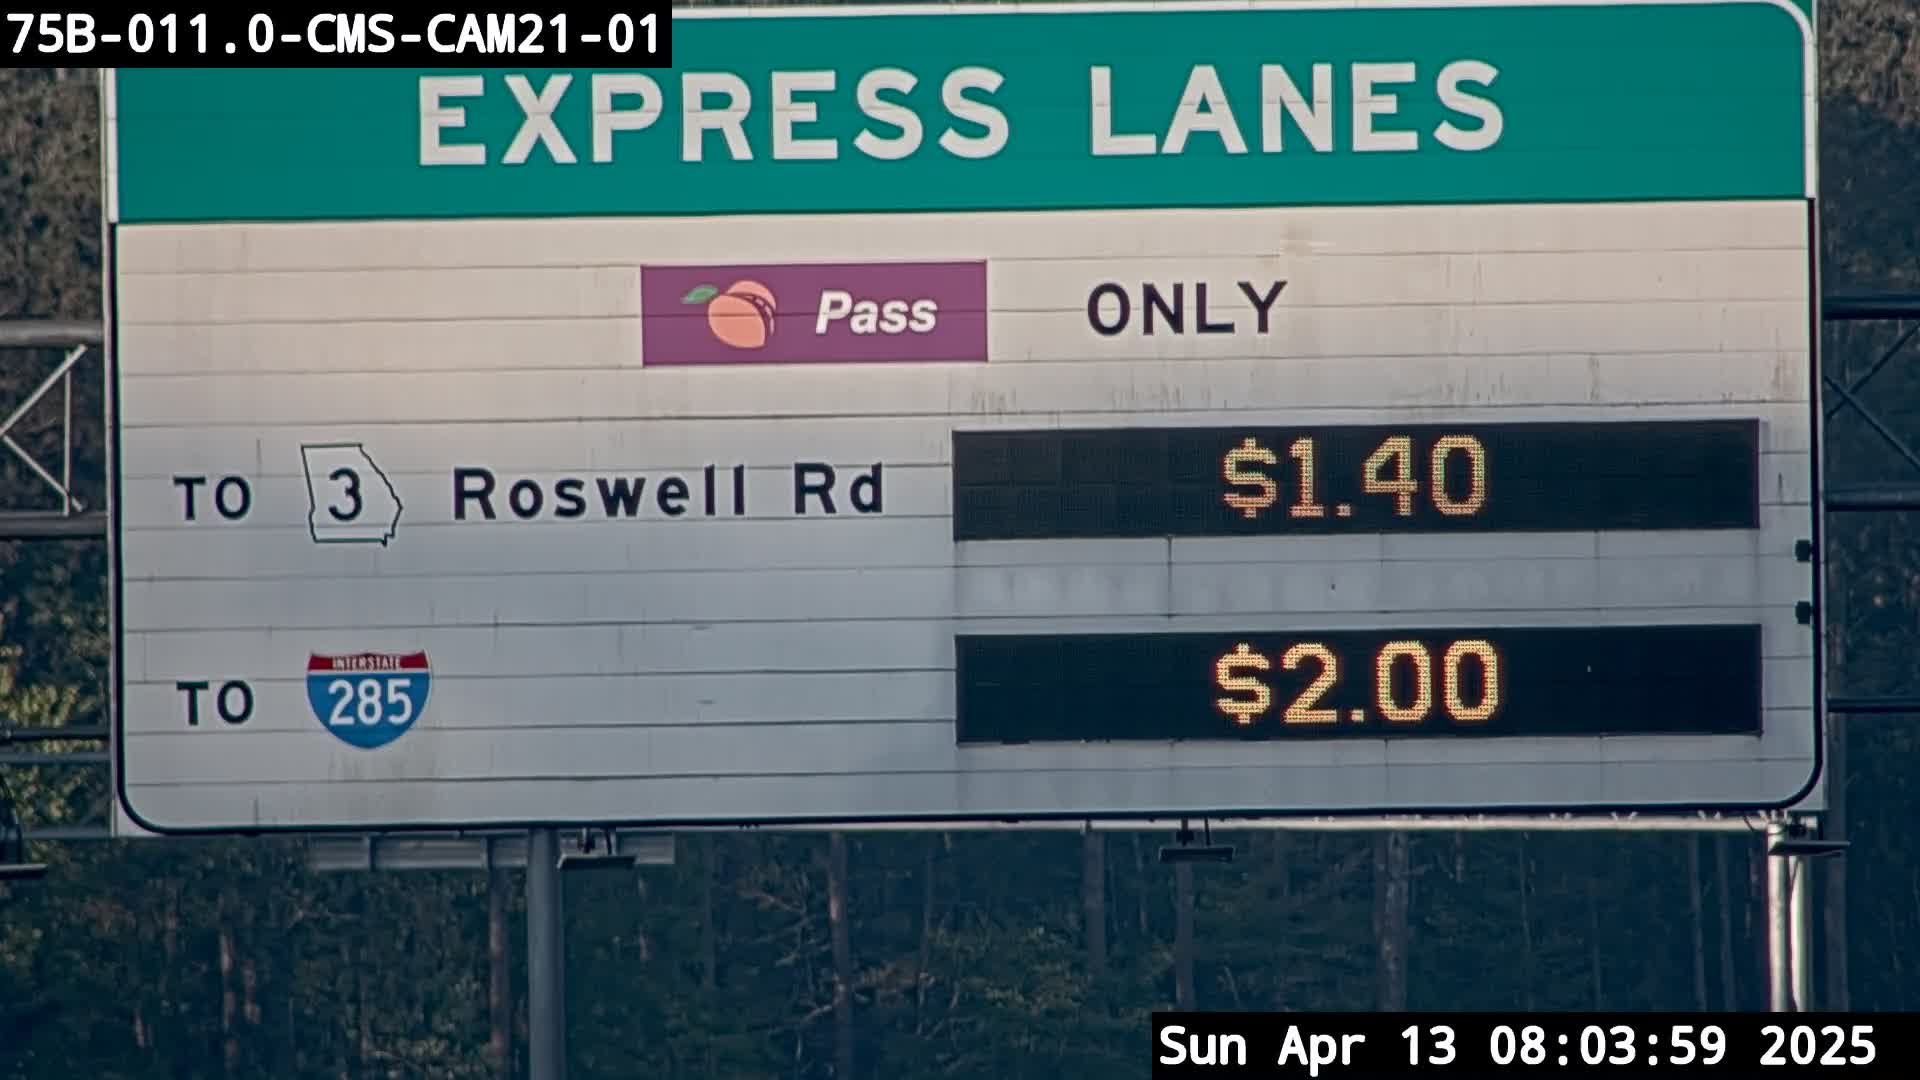 75B-011.0-CMS-CAM21-01
EXPRESS LANES
Pass ONLY
TO 3 Roswell Rd $1.40
TO INTERSTATE 285 $2.00
Sun Apr 13 08:03:59 2025